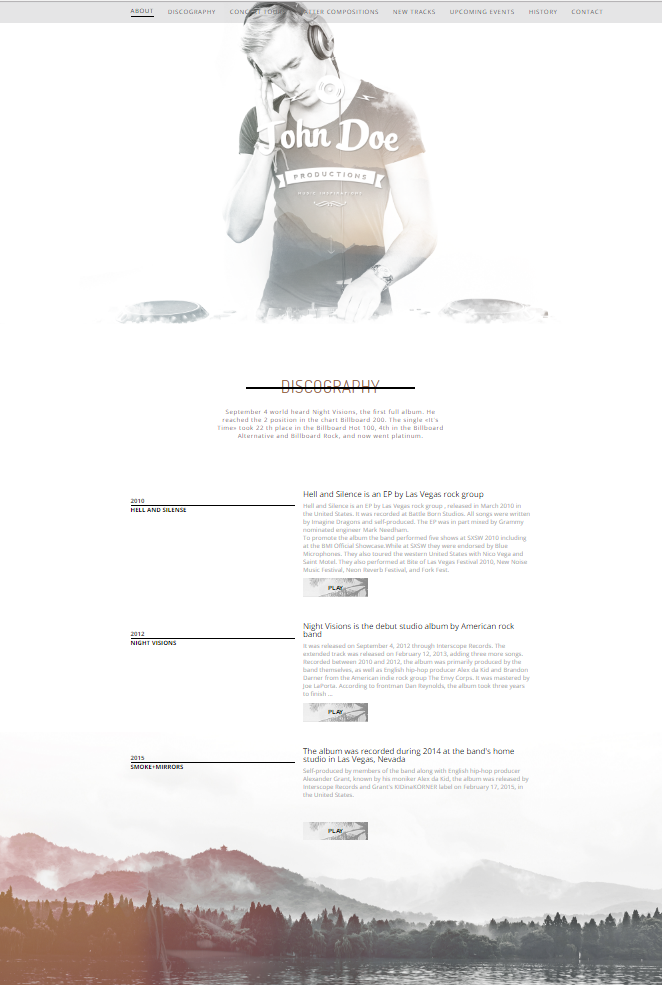 ABOUT DISCOGRAPHY CONCERT TOUR LETTER COMPOSITIONS NEW TRACKS UPCOMING EVENTS HISTORY CONTACT
John Doe
PRODUCTIONS
MUSIC INSPIRATIONS
DISCOGRAPHY
September 4 world heard Night Visions, the first full album. He
reached the 2 position in the chart Billboard 200. The single «It's
Time» took 22 th place in the Billboard Hot 100, 4th in the Billboard
Alternative and Billboard Rock, and now went platinum.
2010
HELL AND SILENSE
Hell and Silence is an EP by Las Vegas rock group
Hell and Silence is an EP by Las Vegas rock group , released in March 2010 in
the United States. It was recorded at Battle Born Studios. All songs were written
by Imagine Dragons and self-produced. The EP was in part mixed by Grammy
nominated engineer Mark Needham.
To promote the album the band performed five shows at SXSW 2010 including
at the BMI Official Showcase.While at SXSW they were endorsed by Blue
Microphones. They also toured the western United States with Nico Vega and
Saint Motel. They also performed at Bite of Las Vegas Festival 2010, New Noise
Music Festival, Neon Reverb Festival, and Fork Fest.
PLAY
2012
NIGHT VISIONS
Night Visions is the debut studio album by American rock
band
It was released on September 4, 2012 through Interscope Records. The
extended track was released on February 12, 2013, adding three more songs.
Recorded between 2010 and 2012, the album was primarily produced by the
band themselves, as well as English hip-hop producer Alex da Kid and Brandon
Darner from the American indie rock group The Envy Corps. It was mastered by
Joe LaPorta. According to frontman Dan Reynolds, the album took three years
to finish ...
PLAY
2015
SMOKE+MIRRORS
The album was recorded during 2014 at the band's home
studio in Las Vegas, Nevada
Self-produced by members of the band along with English hip-hop producer
Alexander Grant, known by his moniker Alex da Kid, the album was released by
Interscope Records and Grant's KIDinaKORNER label on February 17, 2015, in
the United States.
PLAY